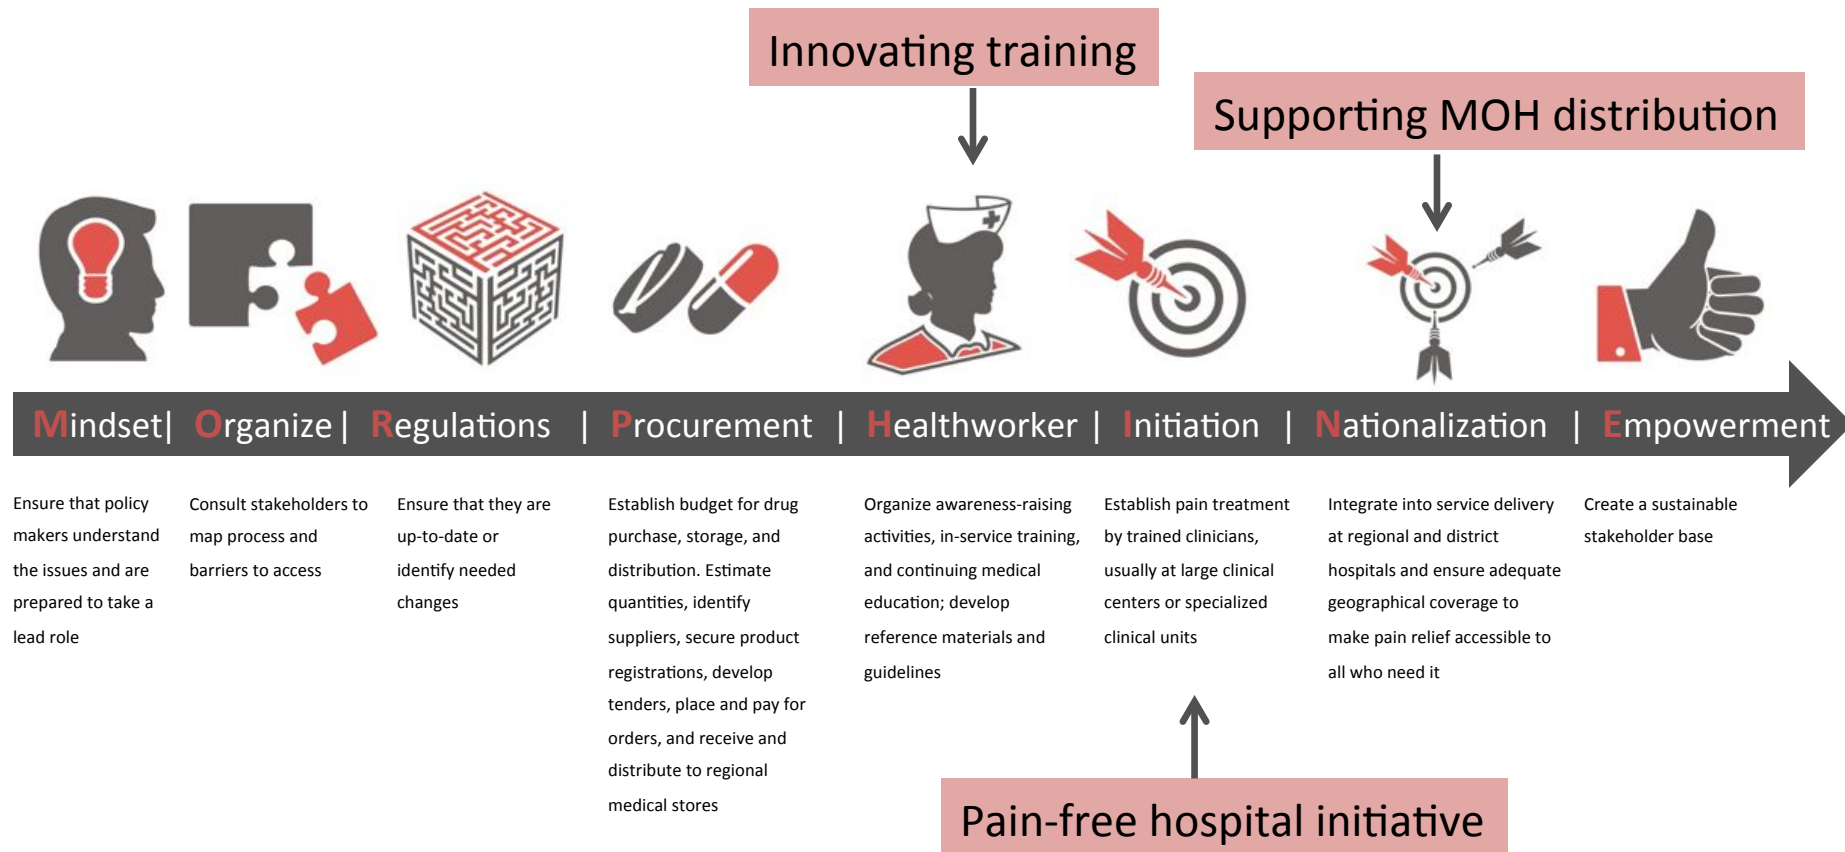 Innovating training
Supporting MOH distribution
Mindset| Organize | Regulations | Procurement | Healthworker | Initiation | Nationalization | Empowerment
Ensure that policy
makers understand
the issues and are
prepared to take a
lead role
Consult stakeholders to
map process and
barriers to access
Ensure that they are
up-to-date or
identify needed
changes
Establish budget for drug
purchase, storage, and
distribution. Estimate
quantities, identify
suppliers, secure product
registrations, develop
tenders, place and pay for
orders, and receive and
distribute to regional
medical stores
Organize awareness-raising
activities, in-service training,
and continuing medical
education; develop
reference materials and
guidelines
Establish pain treatment
by trained clinicians,
usually at large clinical
centers or specialized
clinical units
Integrate into service delivery
at regional and district
hospitals and ensure adequate
geographical coverage to
make pain relief accessible to
all who need it
Create a sustainable
stakeholder base
Pain-free hospital initiative